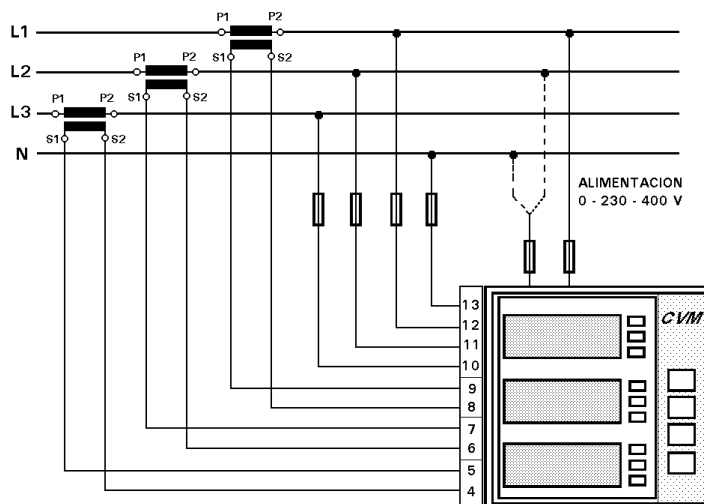 P1 P2
L1
S1 S2
P1 P2
L2
S1 S2
P1 P2
L3
S1 S2
N
ALIMENTACION
0 - 230 - 400 V
CVM
13
12
11
10
9
8
7
6
5
4